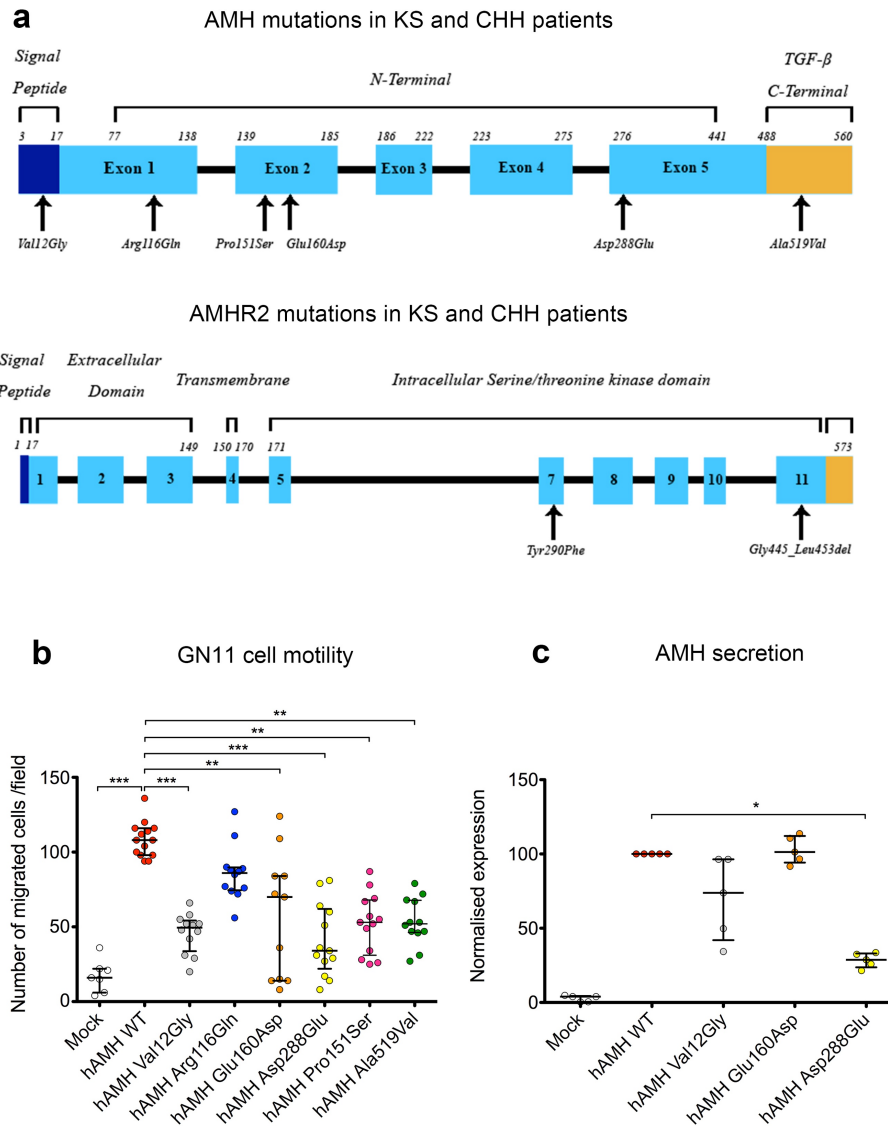 a
AMH mutations in KS and CHH patients
Signal
Peptide
N-Terminal
TGF-β
C-Terminal
3 17 77 138 139 185 186 222 223 275 276 441 488 560
Exon 1 Exon 2 Exon 3 Exon 4 Exon 5
Val12Gly Arg116Gln Pro151Ser Glu160Asp Asp288Glu Ala519Val
AMHR2 mutations in KS and CHH patients
Signal
Peptide
Extracellular
Domain
Transmembrane
Intracellular Serine/threonine kinase domain
1 17 149 150 170 171 573
1 2 3 4 5 7 8 9 10 11
Tyr290Phe Gly445_Leu453del
b
GN11 cell motility
Number of migrated cells /field
150
100
50
0
**
**
***
**
*** ***
Mock
hAMH WT
hAMH Val12Gly
hAMH Arg116Gln
hAMH Glu160Asp
hAMH Asp288Glu
hAMH Pro151Ser
hAMH Ala519Val
c
AMH secretion
Normalised expression
150
100
50
0
*
Mock
hAMH WT
hAMH Val12Gly
hAMH Glu160Asp
hAMH Asp288Glu